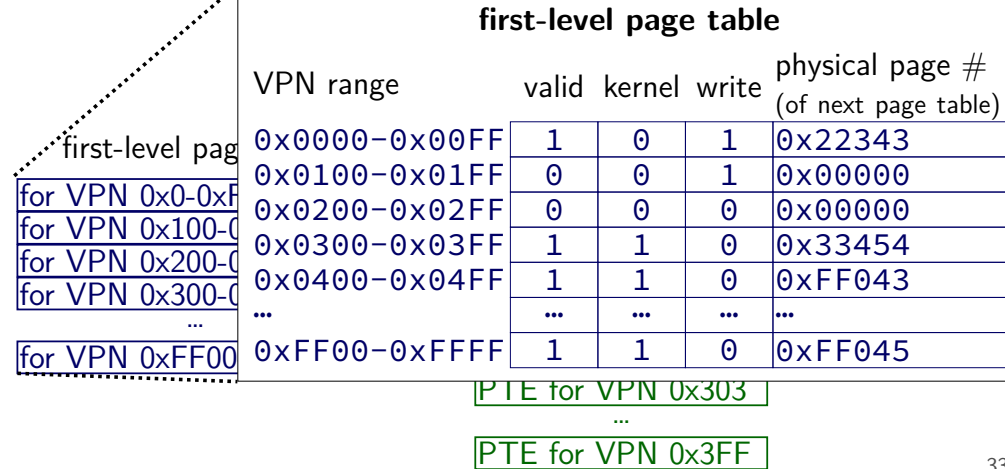 first-level page table
VPN range valid kernel write physical page #
(of next page table)
0x0000-0x00FF 1 0 1 0x22343
0x0100-0x01FF 0 0 1 0x00000
0x0200-0x02FF 0 0 0 0x00000
0x0300-0x03FF 1 1 0 0x33454
0x0400-0x04FF 1 1 0 0xFF043
… … … … …
0xFF00-0xFFFF 1 1 0 0xFF045
first-level pag
for VPN 0x0-0xF
for VPN 0x100-0
for VPN 0x200-0
for VPN 0x300-0
…
for VPN 0xFF00
PTE for VPN 0x303
…
PTE for VPN 0x3FF
33